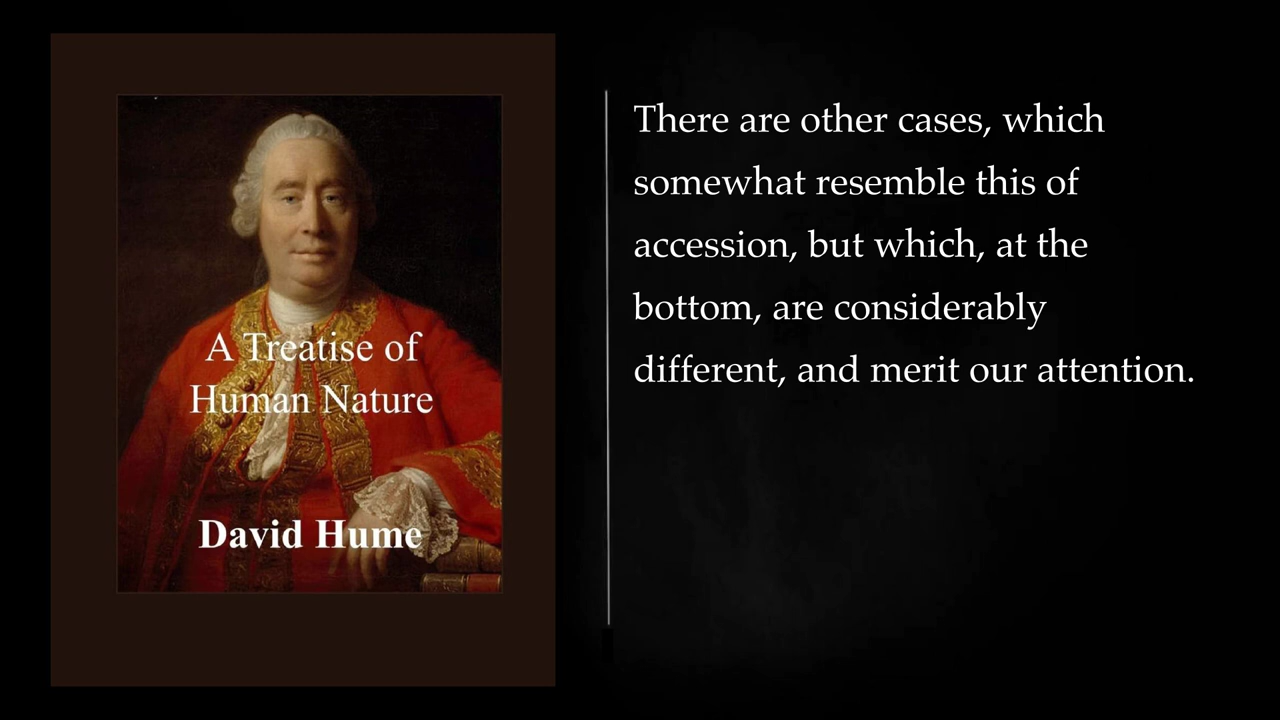 A Treatise of
Human Nature
David Hume
There are other cases, which
somewhat resemble this of
accession, but which, at the
bottom, are considerably
different, and merit our attention.